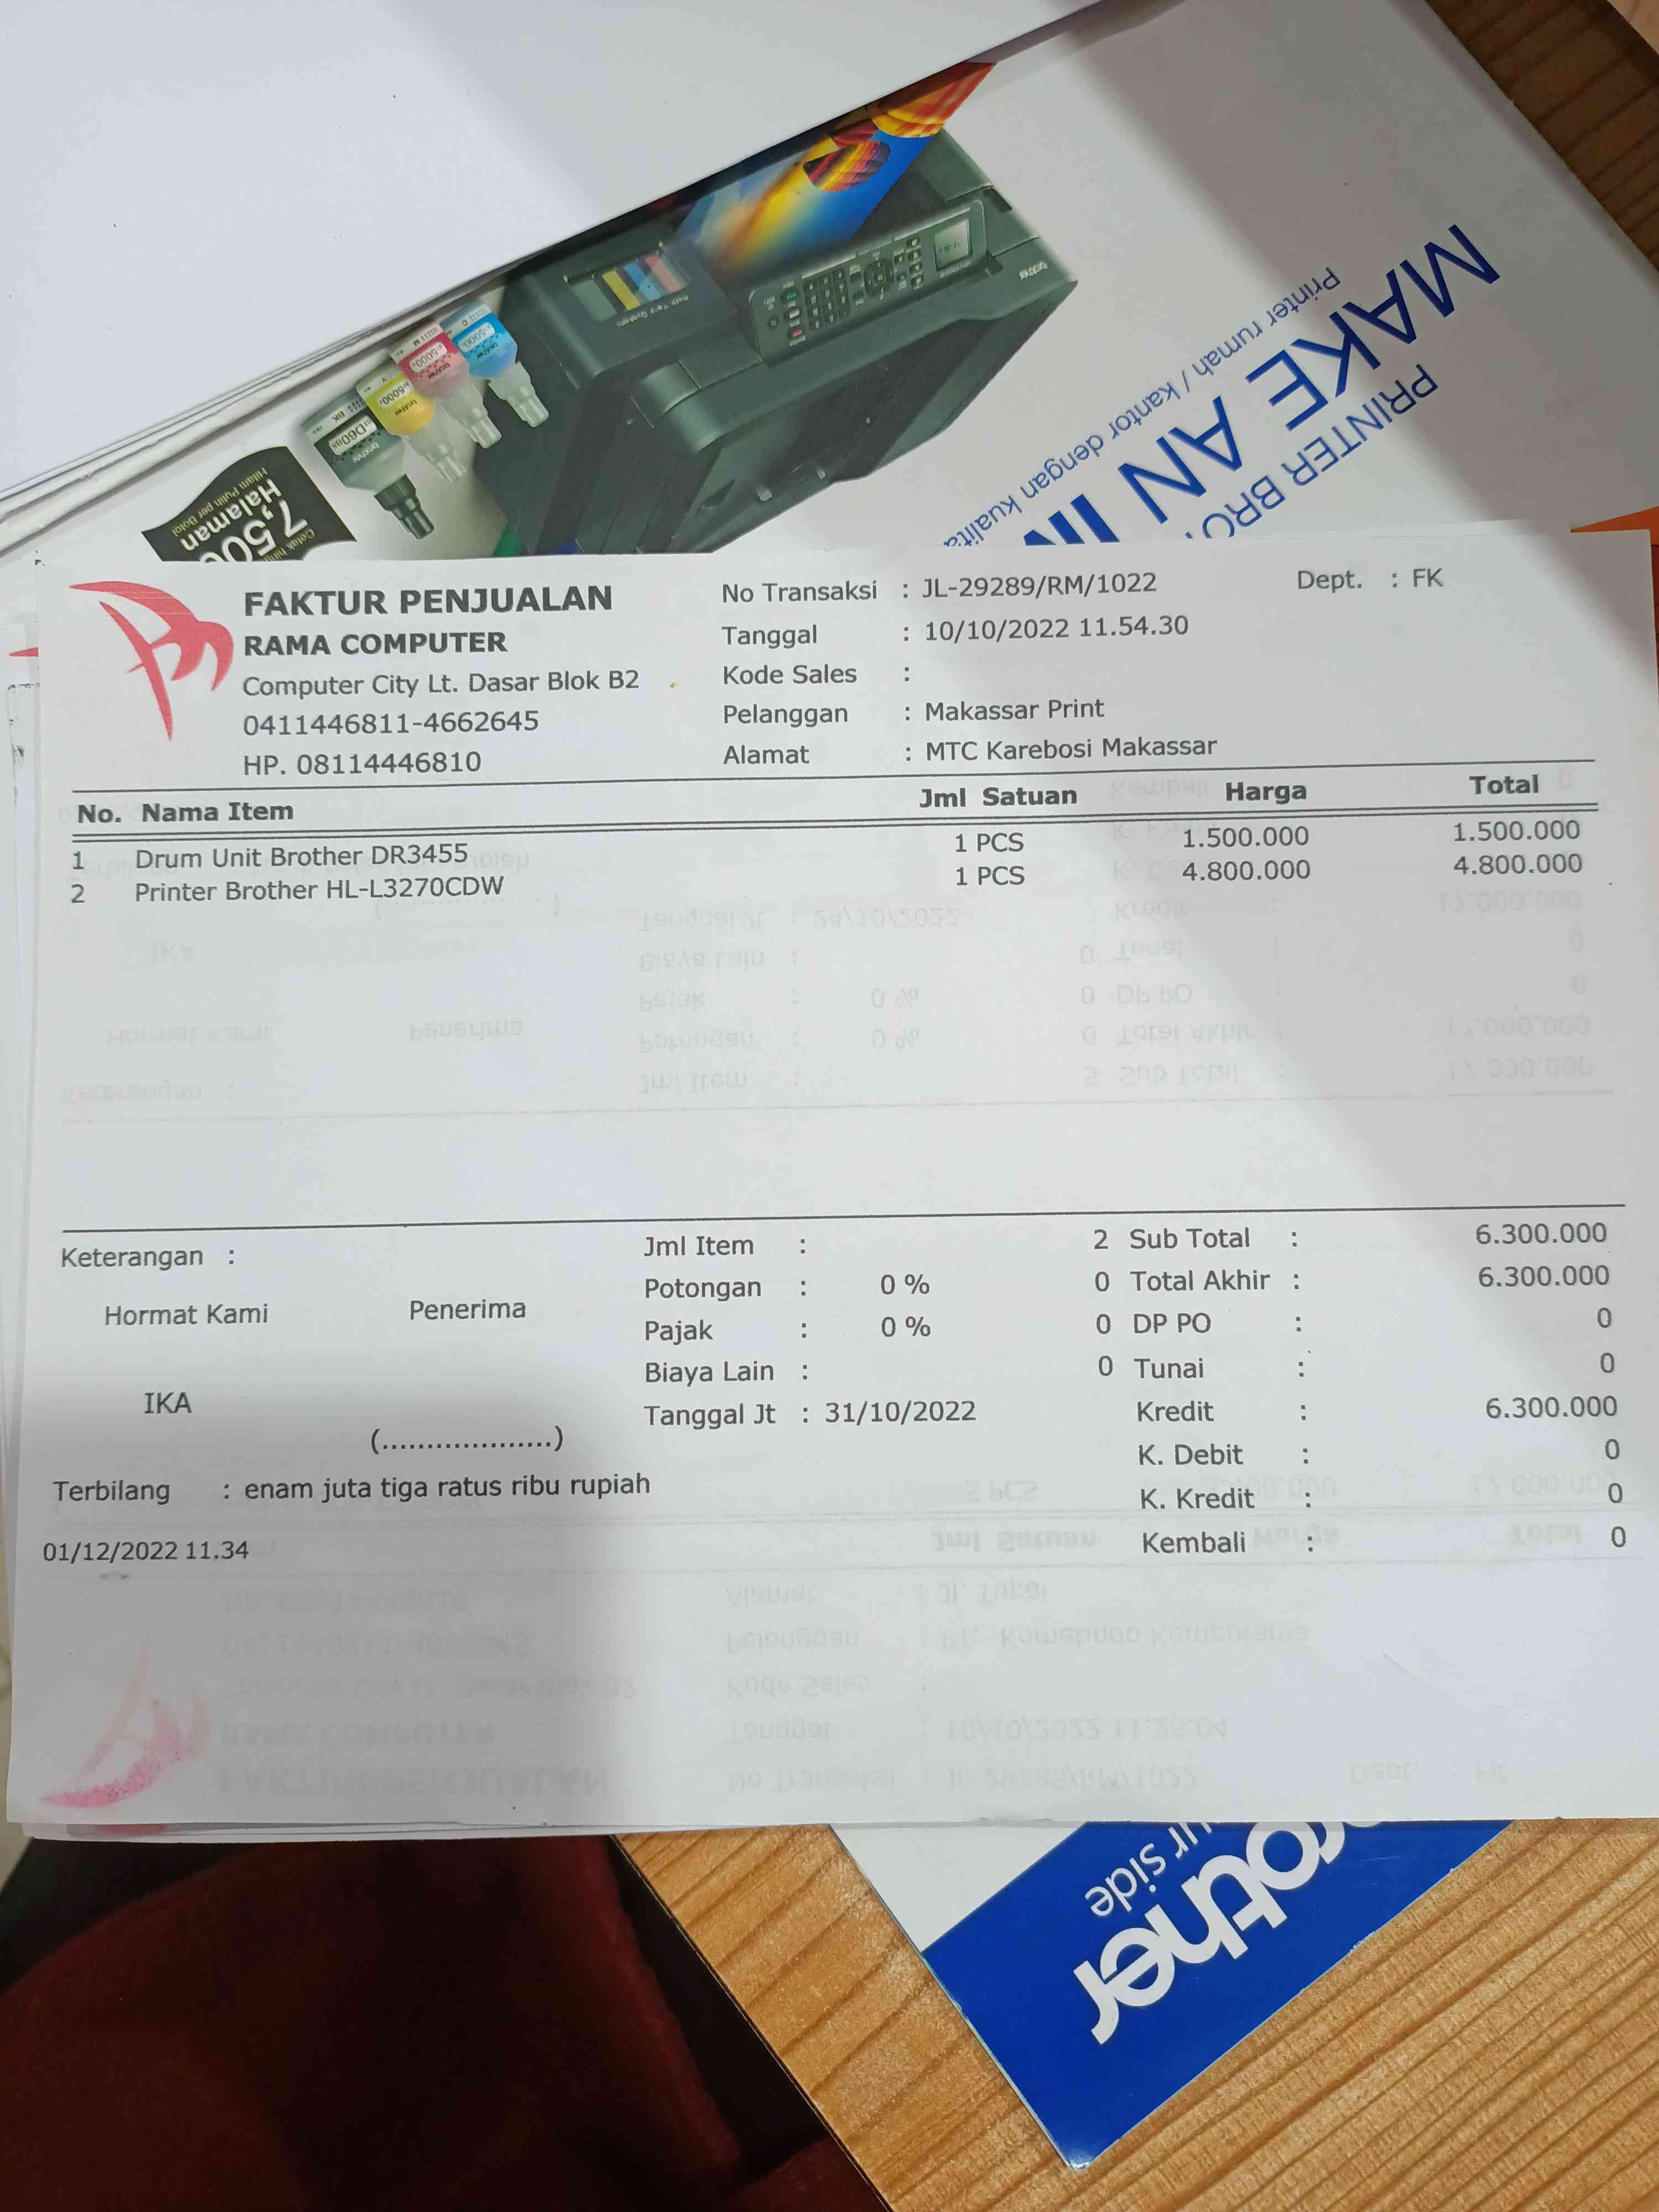 MAKE AN IM
Printer rumah / kantor dengan kualita
PRINTER BRO
7,500
Halaman
Hitam Putih per Botol
FAKTUR PENJUALAN
RAMA COMPUTER
Computer City Lt. Dasar Blok B2
0411446811-4662645
HP. 08114446810
No Transaksi : JL-29289/RM/1022
Dept. : FK
Tanggal : 10/10/2022 11.54.30
Kode Sales :
Pelanggan : Makassar Print
Alamat : MTC Karebosi Makassar
No. Nama Item Jml Satuan Harga Total
1 Drum Unit Brother DR3455 1 PCS 1.500.000 1.500.000
2 Printer Brother HL-L3270CDW 1 PCS 4.800.000 4.800.000
Keterangan :
Hormat Kami Penerima
IKA
(...................)
Jml Item : 2
Potongan : 0 % 0
Pajak : 0 % 0
Biaya Lain : 0
Tanggal Jt : 31/10/2022
Sub Total : 6.300.000
Total Akhir : 6.300.000
DP PO : 0
Tunai : 0
Kredit : 6.300.000
K. Debit : 0
K. Kredit : 0
Kembali : 0
Terbilang : enam juta tiga ratus ribu rupiah
01/12/2022 11.34
brother
ur side